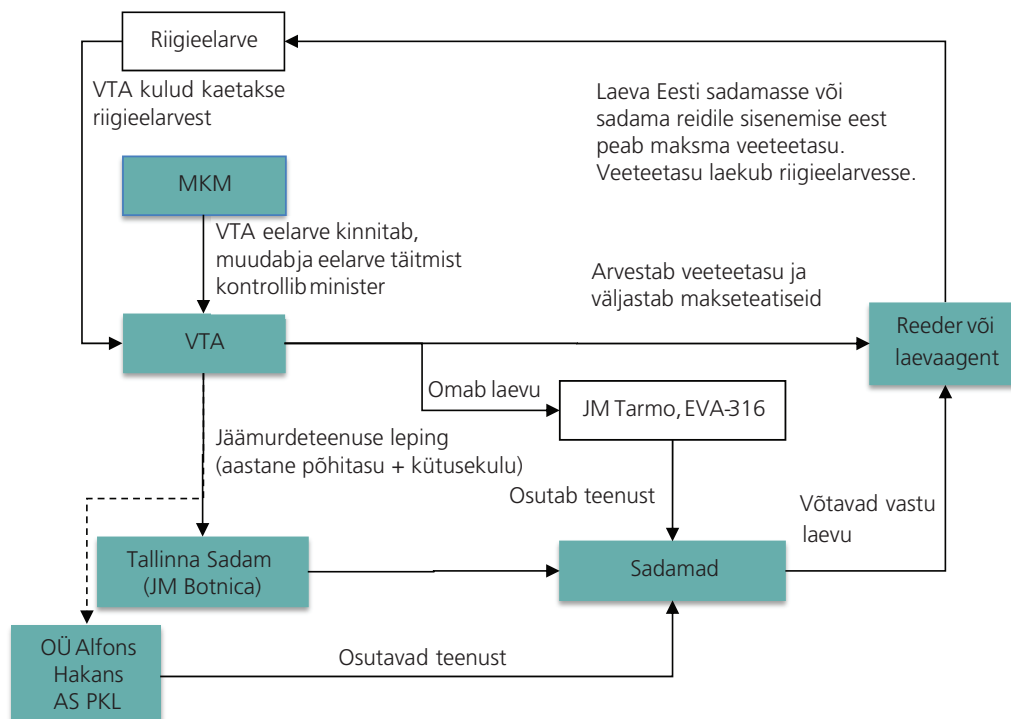 Riigieelarve
VTA kulud kaetakse
riigieelarvest
Laeva Eesti sadamasse või
sadama reidile sisenemise eest
peab maksma veeteetasu.
Veeteetasu laekub riigieelarvesse.
MKM
VTA eelarve kinnitab,
muudabja eelarve täitmist
kontrollib minister
Arvestab veeteetasu ja
väljastab makseteatiseid
VTA
Reeder või
laevaagent
Omab laevu
JM Tarmo, EVA-316
Jäämurdeteenuse leping
(aastane põhitasu + kütusekulu)
Osutab teenust
Võtavad vastu
laevu
Tallinna Sadam
(JM Botnica)
Sadamad
OÜ Alfons
Hakans
AS PKL
Osutavad teenust